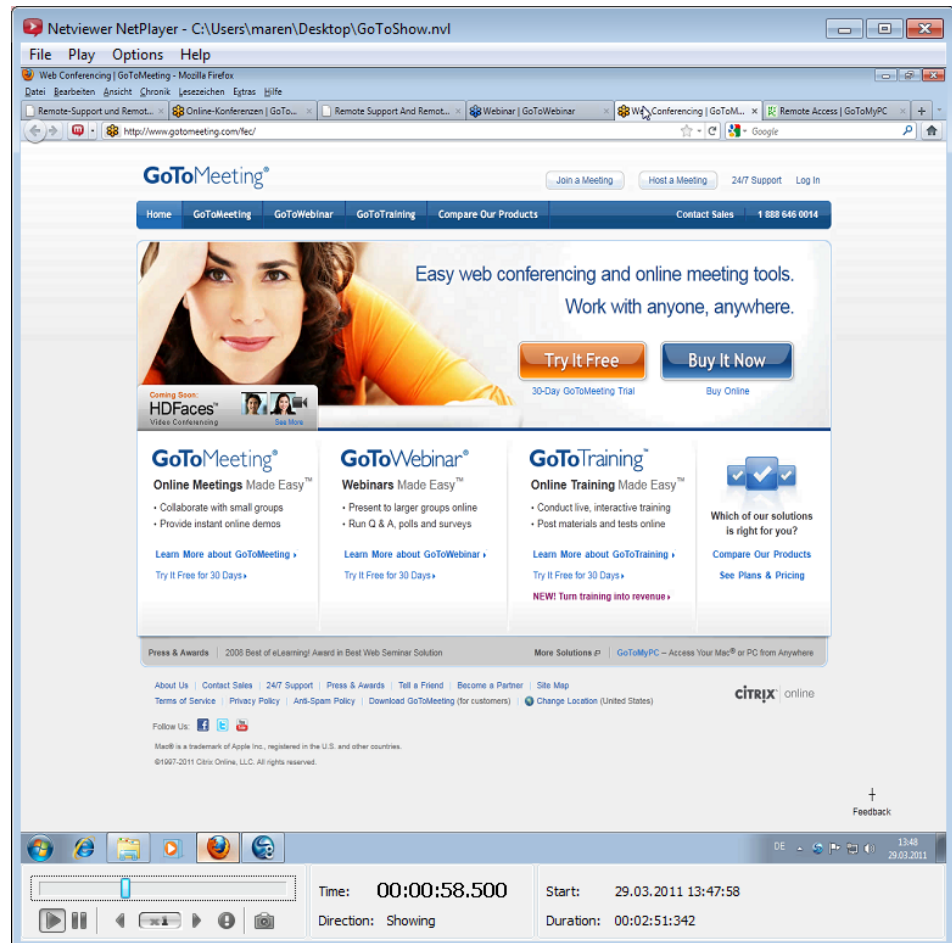 Netviewer NetPlayer - C:\Users\maren\Desktop\GoToShow.nvl
File Play Options Help
Web Conferencing | GoToMeeting - Mozilla Firefox
Datei Bearbeiten Ansicht Chronik Lesezeichen Extras Hilfe
Remote-Support und Remot... Online-Konferenzen | GoTo... Remote Support And Remot... Webinar | GoToWebinar Web Conferencing | GoToM... Remote Access | GoToMyPC
http://www.gotomeeting.com/fec/ Google
GoToMeeting® Join a Meeting Host a Meeting 24/7 Support Log In
Home GoToMeeting GoToWebinar GoToTraining Compare Our Products Contact Sales 1 888 646 0014
Easy web conferencing and online meeting tools.
Work with anyone, anywhere.
Try It Free Buy It Now
30-Day GoToMeeting Trial Buy Online
Coming Soon:
HDFaces™
Video Conferencing See More
GoToMeeting® GoToWebinar® GoToTraining™
Online Meetings Made Easy™ Webinars Made Easy™ Online Training Made Easy™
• Collaborate with small groups • Present to larger groups online • Conduct live, interactive training
• Provide instant online demos • Run Q & A, polls and surveys • Post materials and tests online
Which of our solutions
is right for you?
Learn More about GoToMeeting Learn More about GoToWebinar Learn More about GoToTraining Compare Our Products
Try It Free for 30 Days Try It Free for 30 Days Try It Free for 30 Days See Plans & Pricing
NEW! Turn training into revenue
Press & Awards 2008 Best of eLearning! Award in Best Web Seminar Solution More Solutions GoToMyPC – Access Your Mac® or PC from Anywhere
About Us | Contact Sales | 24/7 Support | Press & Awards | Tell a Friend | Become a Partner | Site Map
Terms of Service | Privacy Policy | Anti-Spam Policy | Download GoToMeeting (for customers) | Change Location (United States)
CITRIX online
Follow Us:
Mac® is a trademark of Apple Inc., registered in the U.S. and other countries.
©1997-2011 Citrix Online, LLC. All rights reserved.
Feedback
DE 13:48
29.03.2011
Time: 00:00:58.500 Start: 29.03.2011 13:47:58
x1
Direction: Showing Duration: 00:02:51:342